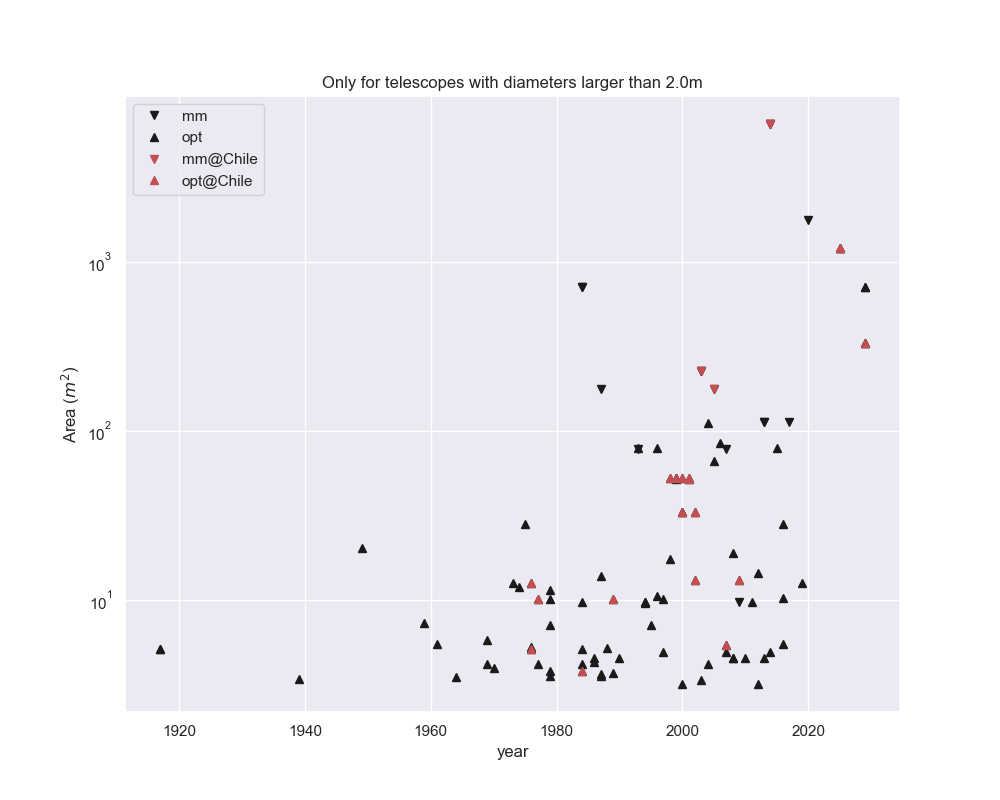 Only for telescopes with diameters larger than 2.0m
mm
opt
mm@Chile
opt@Chile
10³
10²
10¹
Area (m²)
1920 1940 1960 1980 2000 2020
year